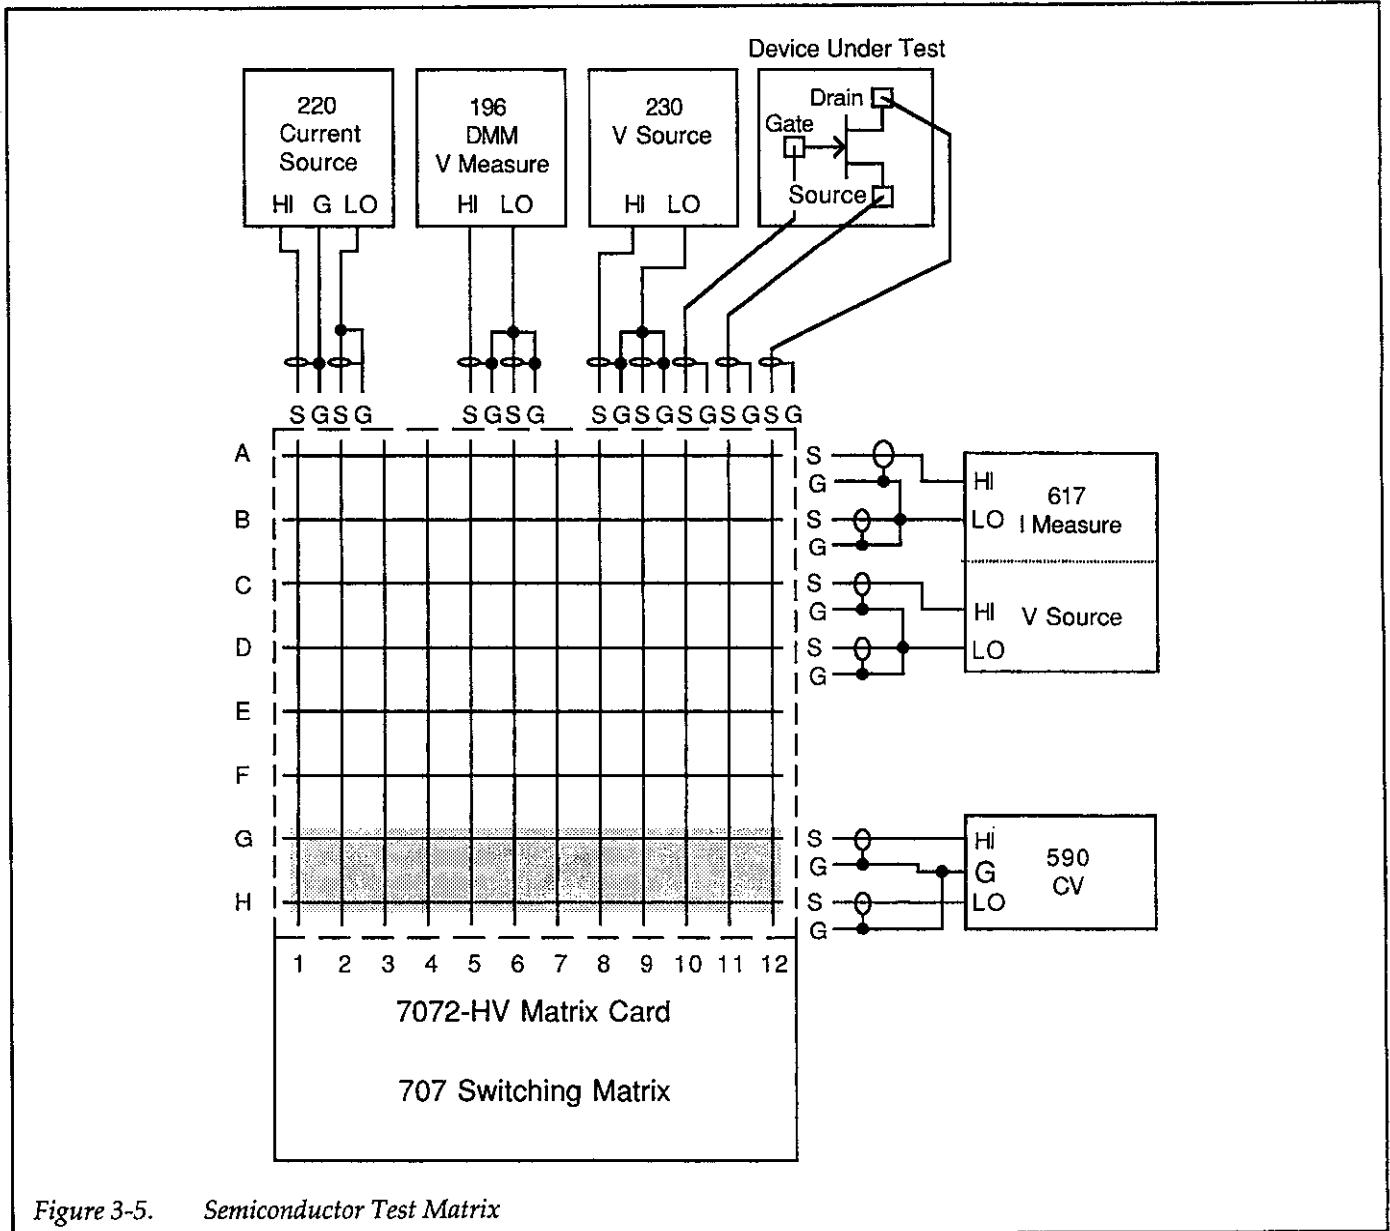 Device Under Test
220
Current
Source
HI G LO
196
DMM
V Measure
HI LO
230
V Source
HI LO
Drain
Gate
Source
S G S G
S G S G
S G S G S G S G S G
A
B
C
D
E
F
G
H
S
G
S
G
S
G
S
G
HI
LO
617
I Measure
HI
LO
V Source
S
G
S
G
Hi
G
LO
590
CV
1 2 3 4 5 6 7 8 9 10 11 12
7072-HV Matrix Card
707 Switching Matrix
Figure 3-5. Semiconductor Test Matrix